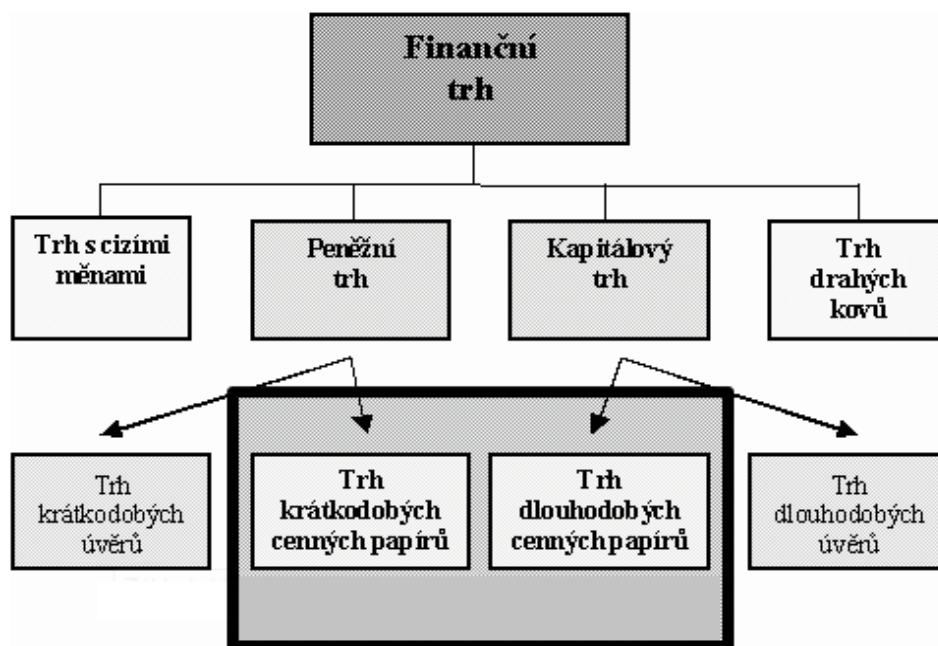 Finanční
trh
Trh s cizími
měnami
Peněžní
trh
Kapitálový
trh
Trh
drahých
kovů
Trh
krátkodobých
úvěrů
Trh
krátkodobých
cenných papírů
Trh
dlouhodobých
cenných papírů
Trh
dlouhodobých
úvěrů